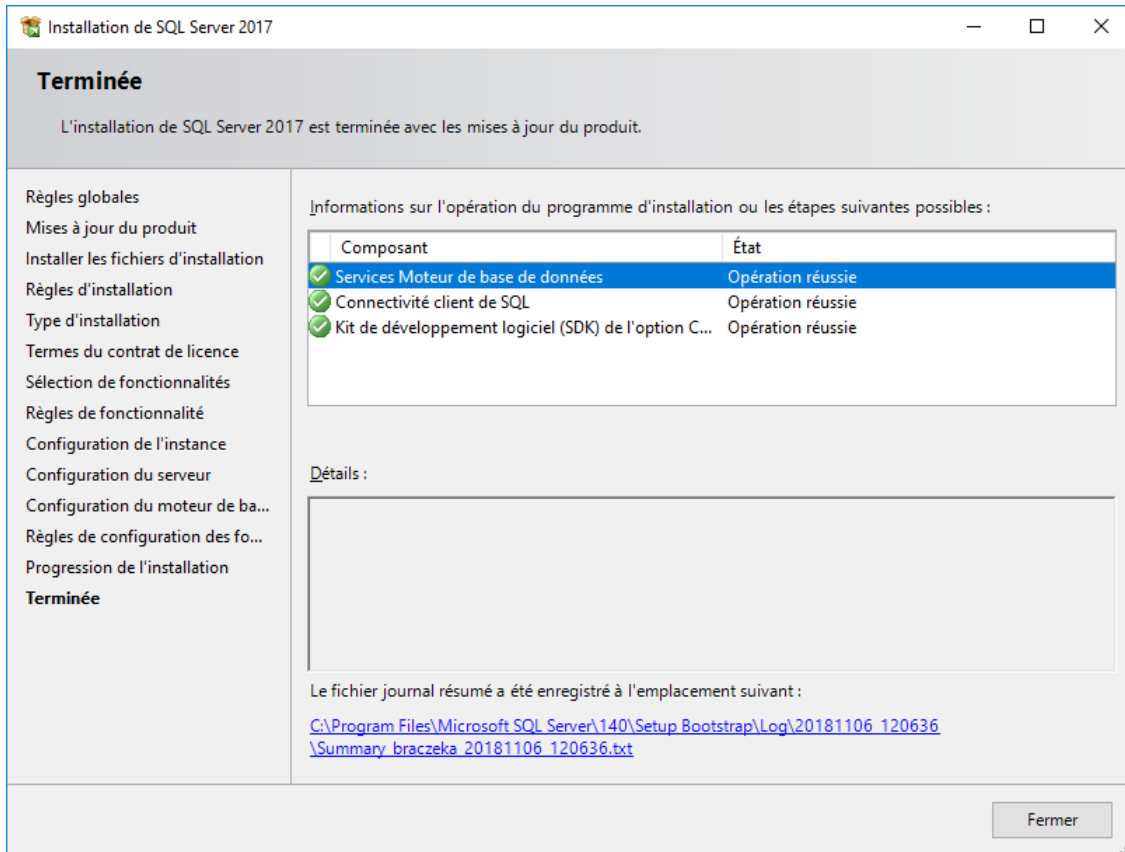 Installation de SQL Server 2017
Terminée
L'installation de SQL Server 2017 est terminée avec les mises à jour du produit.
Règles globales
Mises à jour du produit
Installer les fichiers d'installation
Règles d'installation
Type d'installation
Termes du contrat de licence
Sélection de fonctionnalités
Règles de fonctionnalité
Configuration de l'instance
Configuration du serveur
Configuration du moteur de ba...
Règles de configuration des fo...
Progression de l'installation
Terminée
Informations sur l'opération du programme d'installation ou les étapes suivantes possibles :
Composant État
Services Moteur de base de données Opération réussie
Connectivité client de SQL Opération réussie
Kit de développement logiciel (SDK) de l'option C... Opération réussie
Détails :
Le fichier journal résumé a été enregistré à l'emplacement suivant :
C:\Program Files\Microsoft SQL Server\140\Setup Bootstrap\Log\20181106_120636
\Summary_braczeka_20181106_120636.txt
Fermer